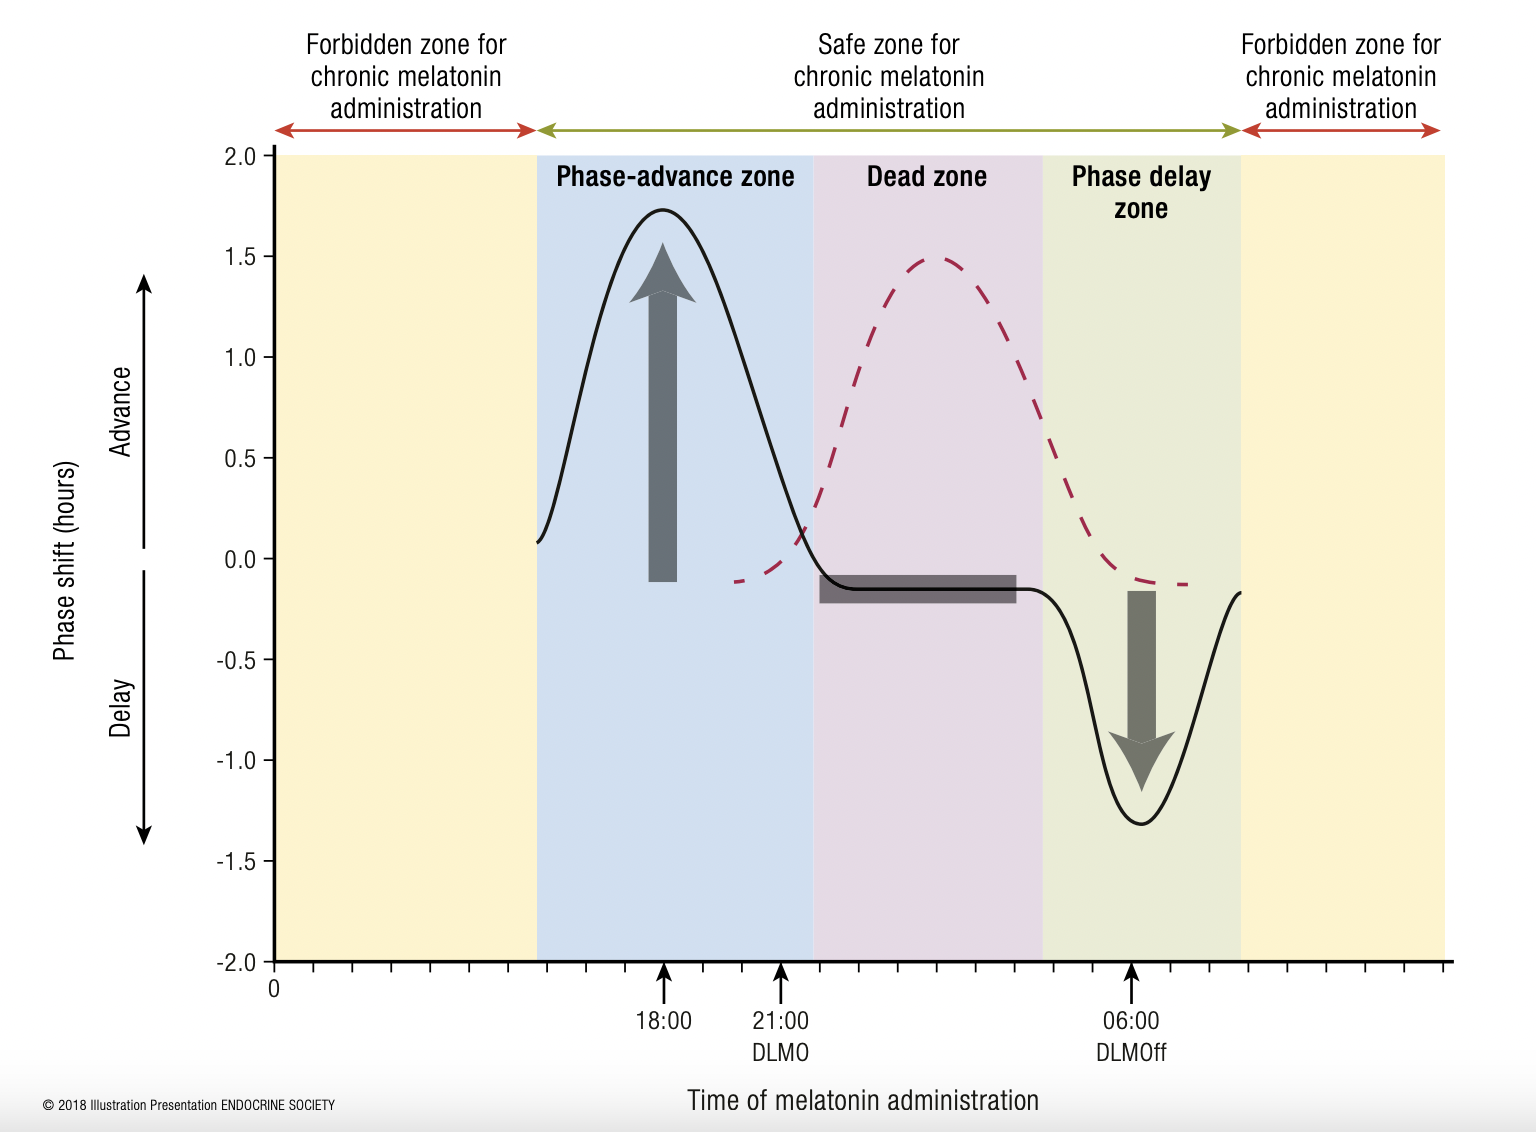 Forbidden zone for
chronic melatonin
administration
Safe zone for
chronic melatonin
administration
Forbidden zone for
chronic melatonin
administration
Phase-advance zone
Dead zone
Phase delay
zone
2.0
1.5
1.0
0.5
0.0
-0.5
-1.0
-1.5
-2.0
Phase shift (hours)
Advance
Delay
0
18:00
21:00
DLMO
06:00
DLMOff
Time of melatonin administration
© 2018 Illustration Presentation ENDOCRINE SOCIETY